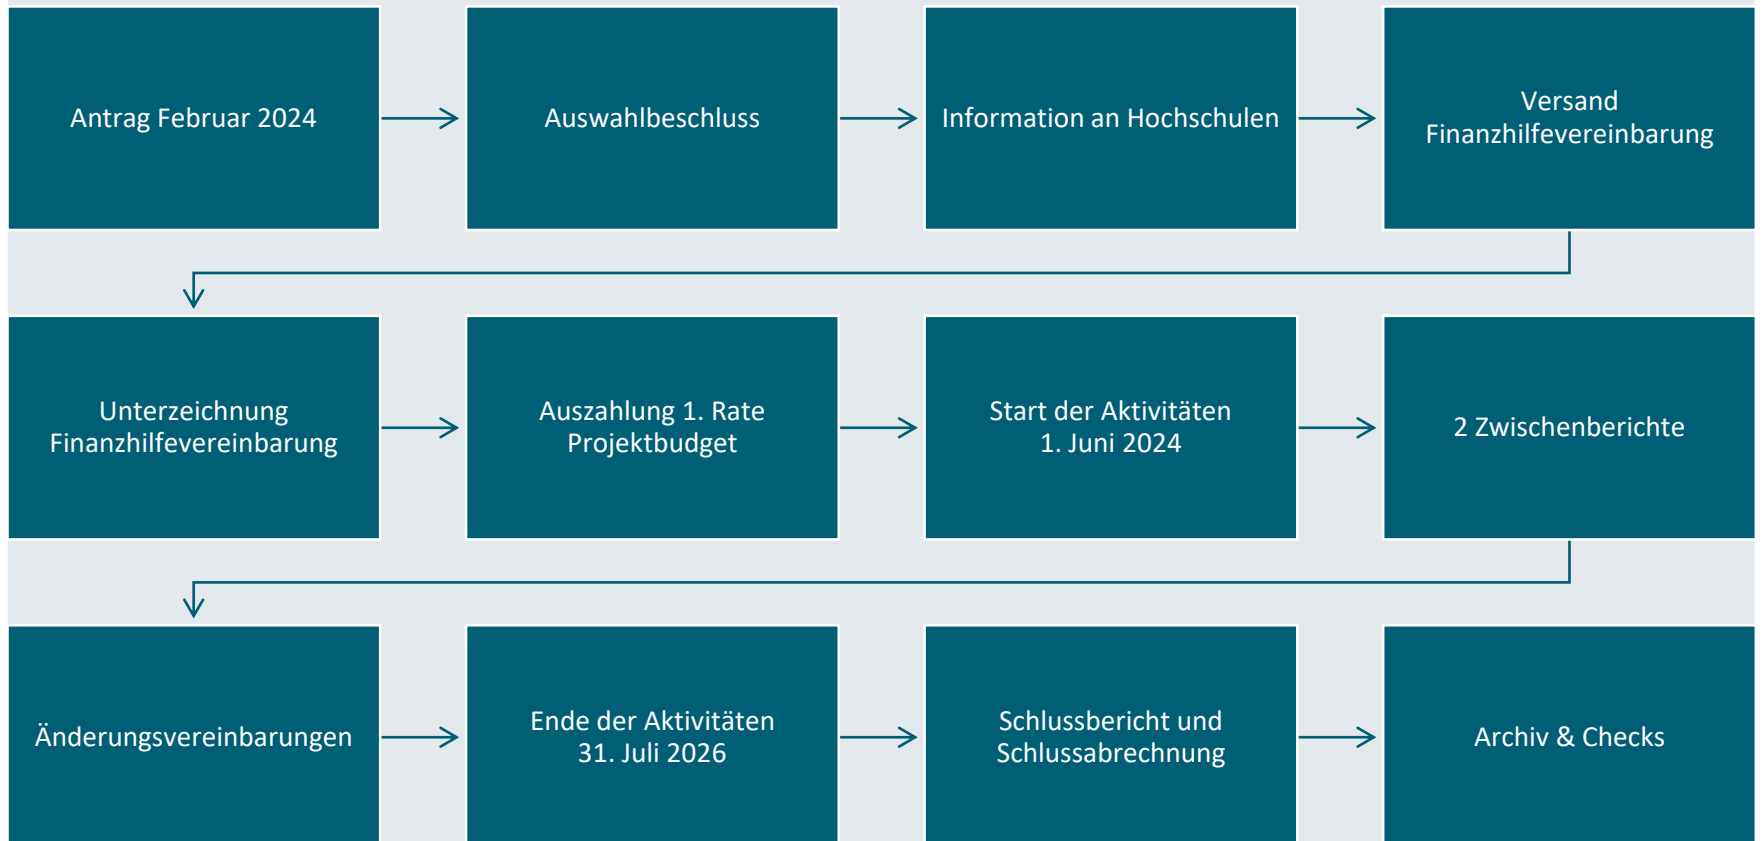 Antrag Februar 2024
Auswahlbeschluss
Information an Hochschulen
Versand
Finanzhilfevereinbarung
Unterzeichnung
Finanzhilfevereinbarung
Auszahlung 1. Rate
Projektbudget
Start der Aktivitäten
1. Juni 2024
2 Zwischenberichte
Änderungsvereinbarungen
Ende der Aktivitäten
31. Juli 2026
Schlussbericht und
Schlussabrechnung
Archiv & Checks